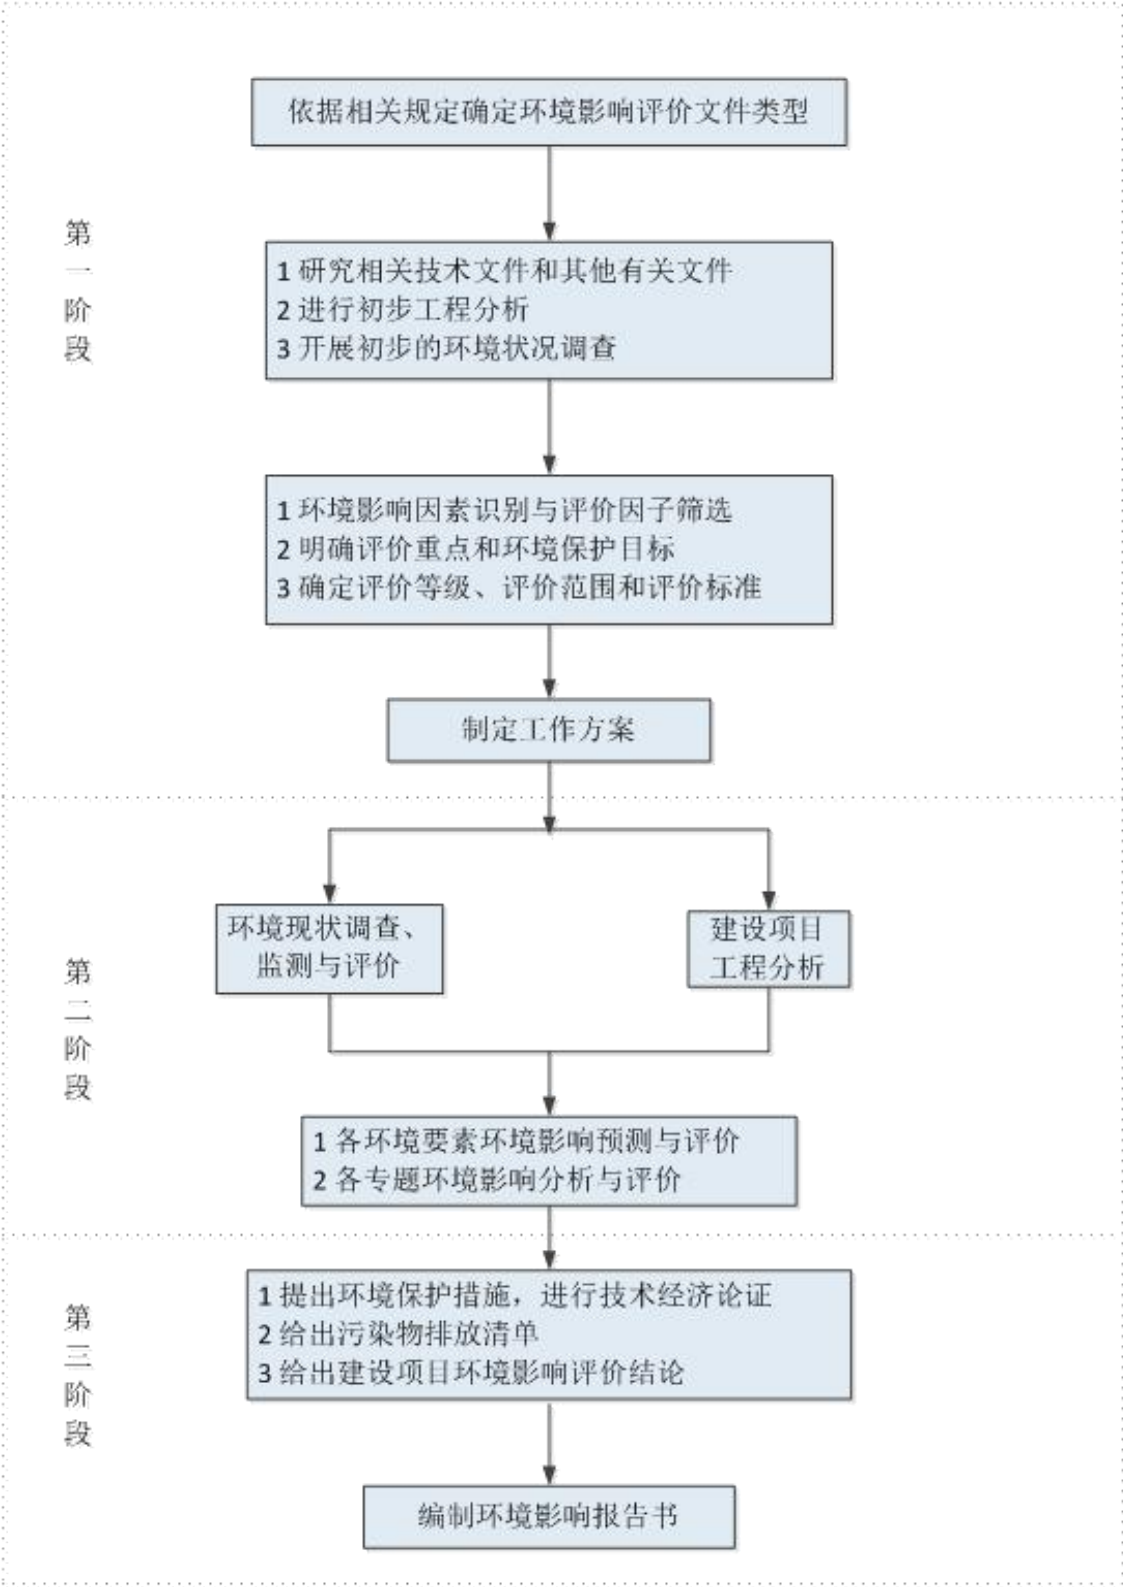 依据相关规定确定环境影响评价文件类型
第一阶段
1 研究相关技术文件和其他有关文件
2 进行初步工程分析
3 开展初步的环境状况调查
1 环境影响因素识别与评价因子筛选
2 明确评价重点和环境保护目标
3 确定评价等级、评价范围和评价标准
制定工作方案
第二阶段
环境现状调查、
监测与评价
建设项目
工程分析
1 各环境要素环境影响预测与评价
2 各专题环境影响分析与评价
第三阶段
1 提出环境保护措施，进行技术经济论证
2 给出污染物排放清单
3 给出建设项目环境影响评价结论
编制环境影响报告书